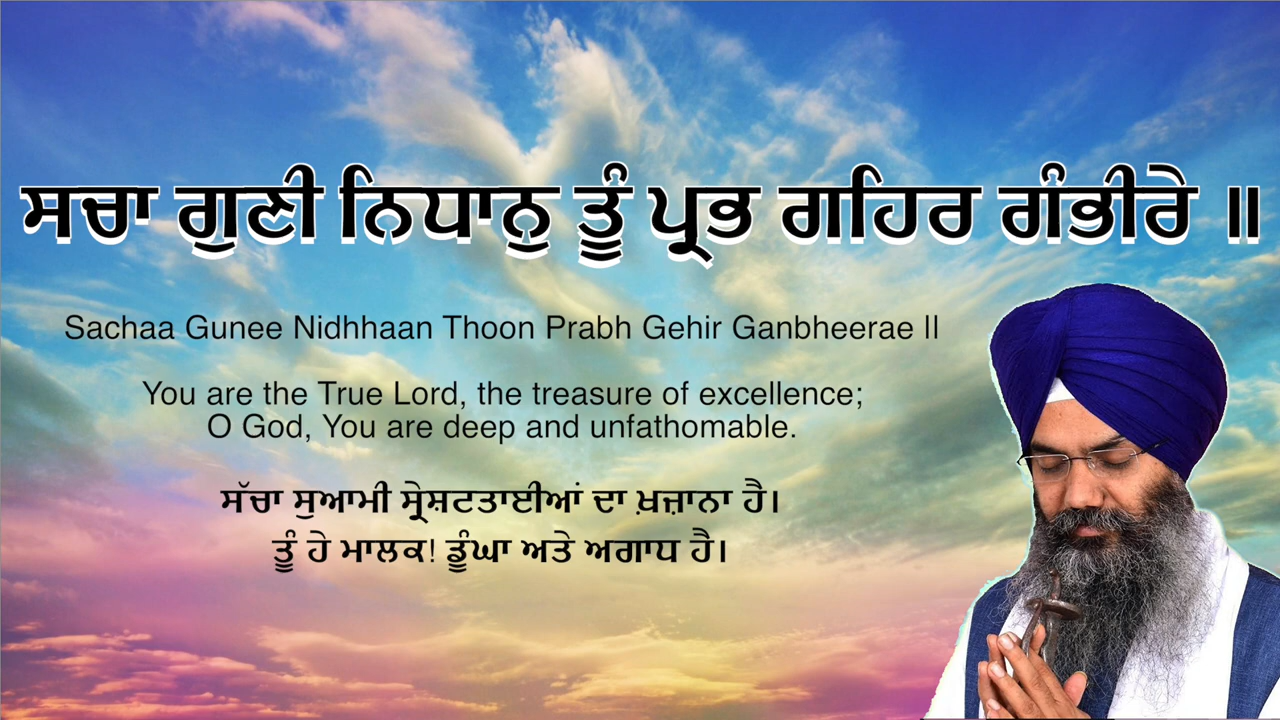 ਸਚਾ ਗੁਣੀ ਨਿਧਾਨੁ ਤੂੰ ਪ੍ਰਭ ਗਹਿਰ ਗੰਭੀਰੇ ॥
Sachaa Gunee Nidhhaan Thoon Prabh Gehir Ganbheerae ll
You are the True Lord, the treasure of excellence;
O God, You are deep and unfathomable.
ਸੱਚਾ ਸੁਆਮੀ ਸ੍ਰੇਸ਼ਟਤਾਈਆਂ ਦਾ ਖ਼ਜ਼ਾਨਾ ਹੈ।
ਤੂੰ ਹੇ ਮਾਲਕ! ਡੂੰਘਾ ਅਤੇ ਅਗਾਧ ਹੈ।